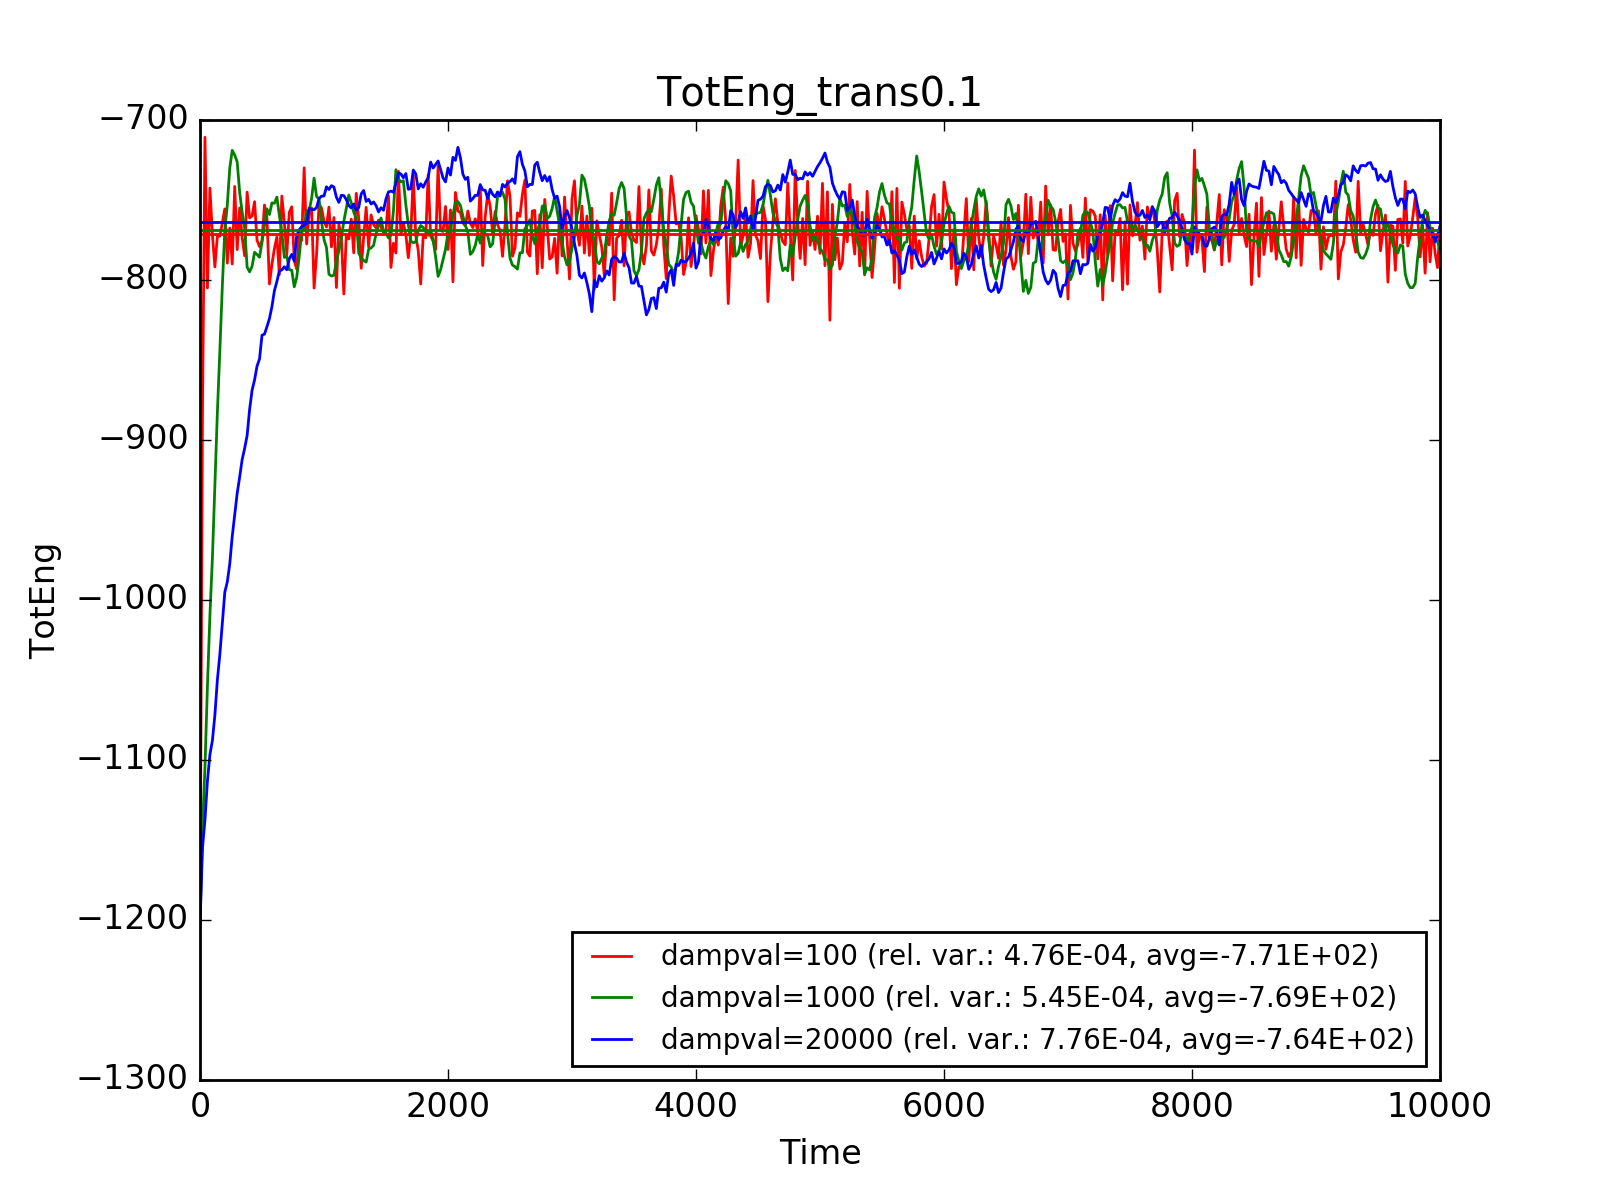 TotEng_trans0.1
−700
−800
−900
−1000
−1100
−1200
−1300
TotEng
0
2000
4000
6000
8000
10000
Time
dampval=100 (rel. var.: 4.76E-04, avg=-7.71E+02)
dampval=1000 (rel. var.: 5.45E-04, avg=-7.69E+02)
dampval=20000 (rel. var.: 7.76E-04, avg=-7.64E+02)